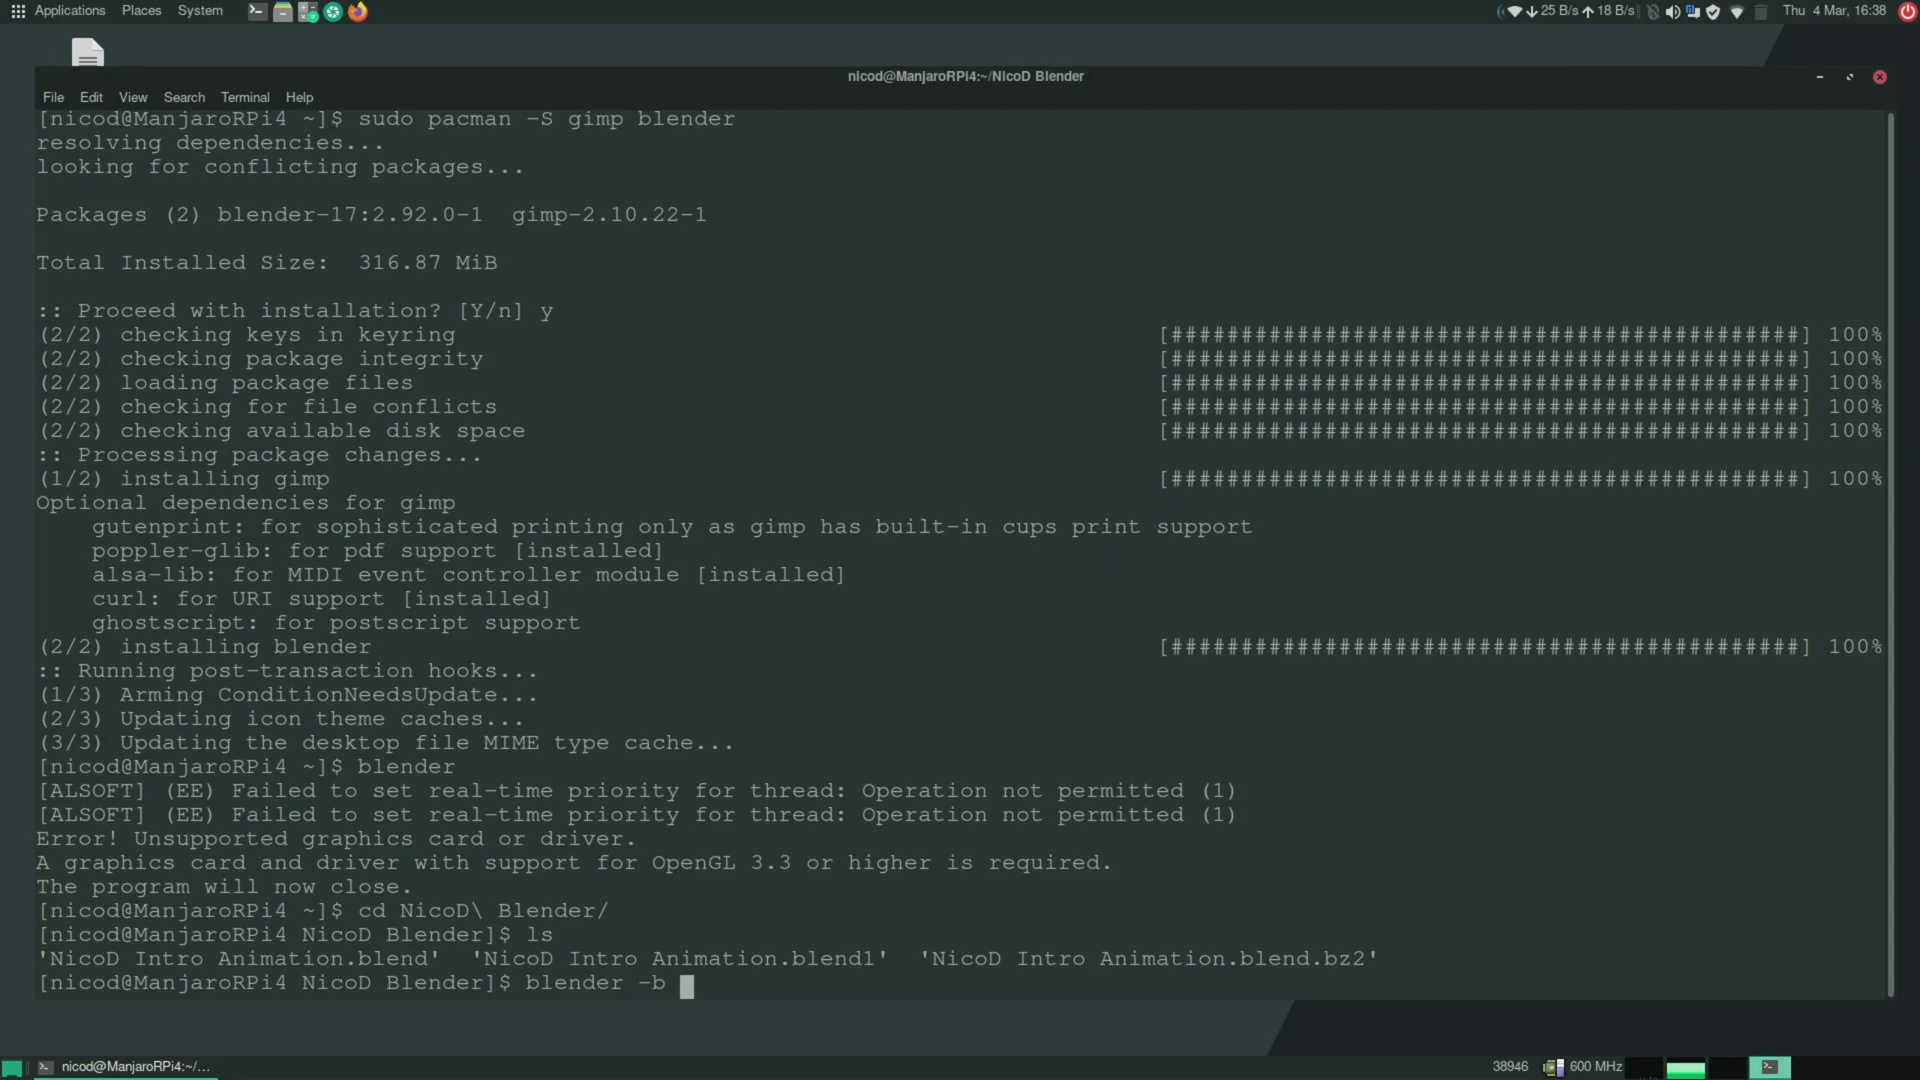 Applications Places System
25 B/s 18 B/s Thu 4 Mar, 16:38
nicod@ManjaroRPi4:~/NicoD Blender
File Edit View Search Terminal Help
[nicod@ManjaroRPi4 ~]$ sudo pacman -S gimp blender
resolving dependencies...
looking for conflicting packages...
Packages (2) blender-17:2.92.0-1  gimp-2.10.22-1
Total Installed Size:  316.87 MiB
:: Proceed with installation? [Y/n] y
(2/2) checking keys in keyring [#############################################] 100%
(2/2) checking package integrity [#############################################] 100%
(2/2) loading package files [#############################################] 100%
(2/2) checking for file conflicts [#############################################] 100%
(2/2) checking available disk space [#############################################] 100%
:: Processing package changes...
(1/2) installing gimp [#############################################] 100%
Optional dependencies for gimp
gutenprint: for sophisticated printing only as gimp has built-in cups print support
poppler-glib: for pdf support [installed]
alsa-lib: for MIDI event controller module [installed]
curl: for URI support [installed]
ghostscript: for postscript support
(2/2) installing blender [#############################################] 100%
:: Running post-transaction hooks...
(1/3) Arming ConditionNeedsUpdate...
(2/3) Updating icon theme caches...
(3/3) Updating the desktop file MIME type cache...
[nicod@ManjaroRPi4 ~]$ blender
[ALSOFT] (EE) Failed to set real-time priority for thread: Operation not permitted (1)
[ALSOFT] (EE) Failed to set real-time priority for thread: Operation not permitted (1)
Error! Unsupported graphics card or driver.
A graphics card and driver with support for OpenGL 3.3 or higher is required.
The program will now close.
[nicod@ManjaroRPi4 ~]$ cd NicoD\ Blender/
[nicod@ManjaroRPi4 NicoD Blender]$ ls
'NicoD Intro Animation.blend'  'NicoD Intro Animation.blend1'  'NicoD Intro Animation.blend.bz2'
[nicod@ManjaroRPi4 NicoD Blender]$ blender -b
nicod@ManjaroRPi4:~/... 38946 600 MHz